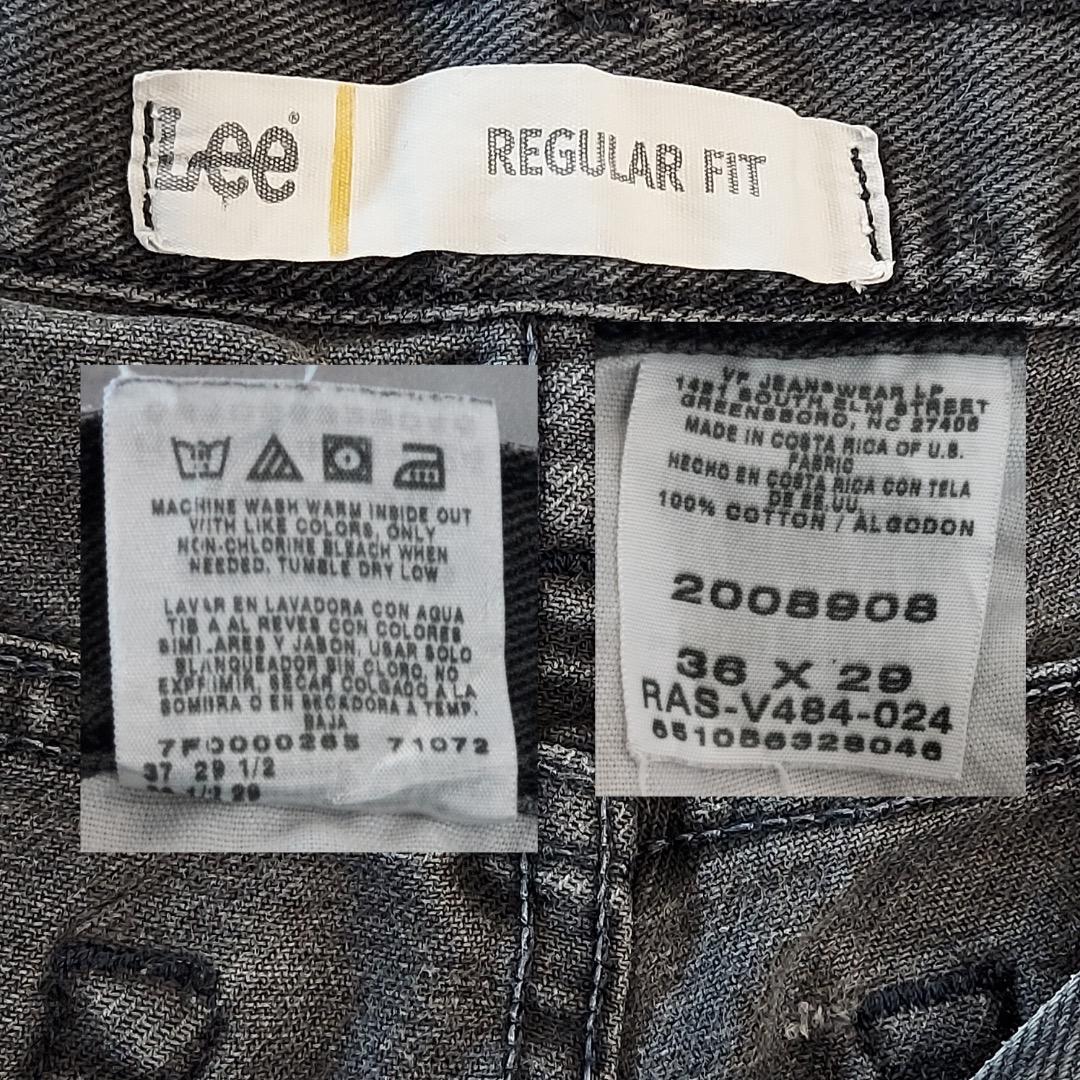 Lee®
REGULAR FIT
MACHINE WASH WARM INSIDE OUT
WITH LIKE COLORS, ONLY
NON-CHLORINE BLEACH WHEN
NEEDED, TUMBLE DRY LOW
LAVAR EN LAVADORA CON AGUA
TIB A AL REVES CON COLORES
SIMILARES Y JABON, USAR SOLO
BLANQUEADOR SIN CLORO, NO
EXPRIMIR, SECAR COLGADO A LA
SOMBRA O EN SECADORA A TEMP.
BAJA
7F0000265 71072
37 29 1/2
1/2 29
VF JEANSWEAR LP
SOUTH ELM STREET
GREENSBORO, NC 27406
MADE IN COSTA RICA OF U.S.
FABRIC
HECHO EN COSTA RICA CON TELA
DE EE.UU.
100% COTTON / ALGODON
2008908
36 X 29
RAS-V484-024